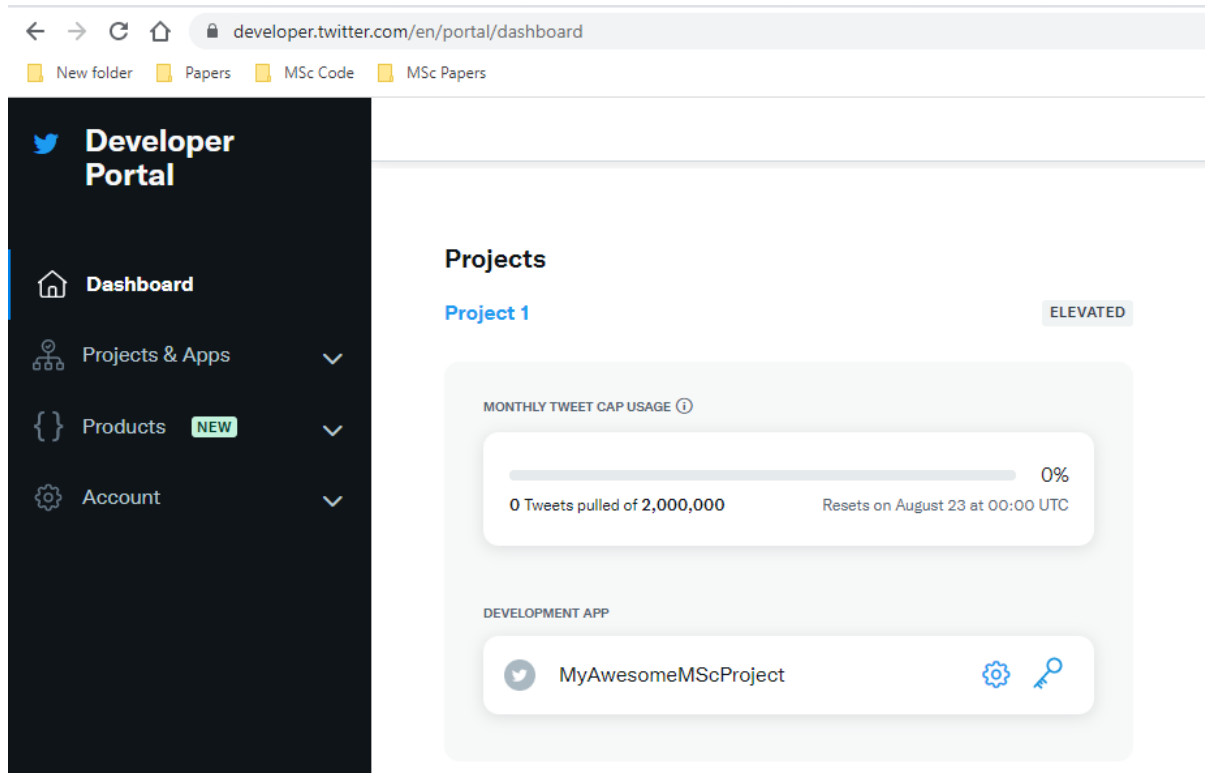 developer.twitter.com/en/portal/dashboard
New folder Papers MSc Code MSc Papers
Developer
Portal
Dashboard
Projects & Apps
Products NEW
Account
Projects
Project 1 ELEVATED
MONTHLY TWEET CAP USAGE
0%
0 Tweets pulled of 2,000,000 Resets on August 23 at 00:00 UTC
DEVELOPMENT APP
MyAwesomeMScProject